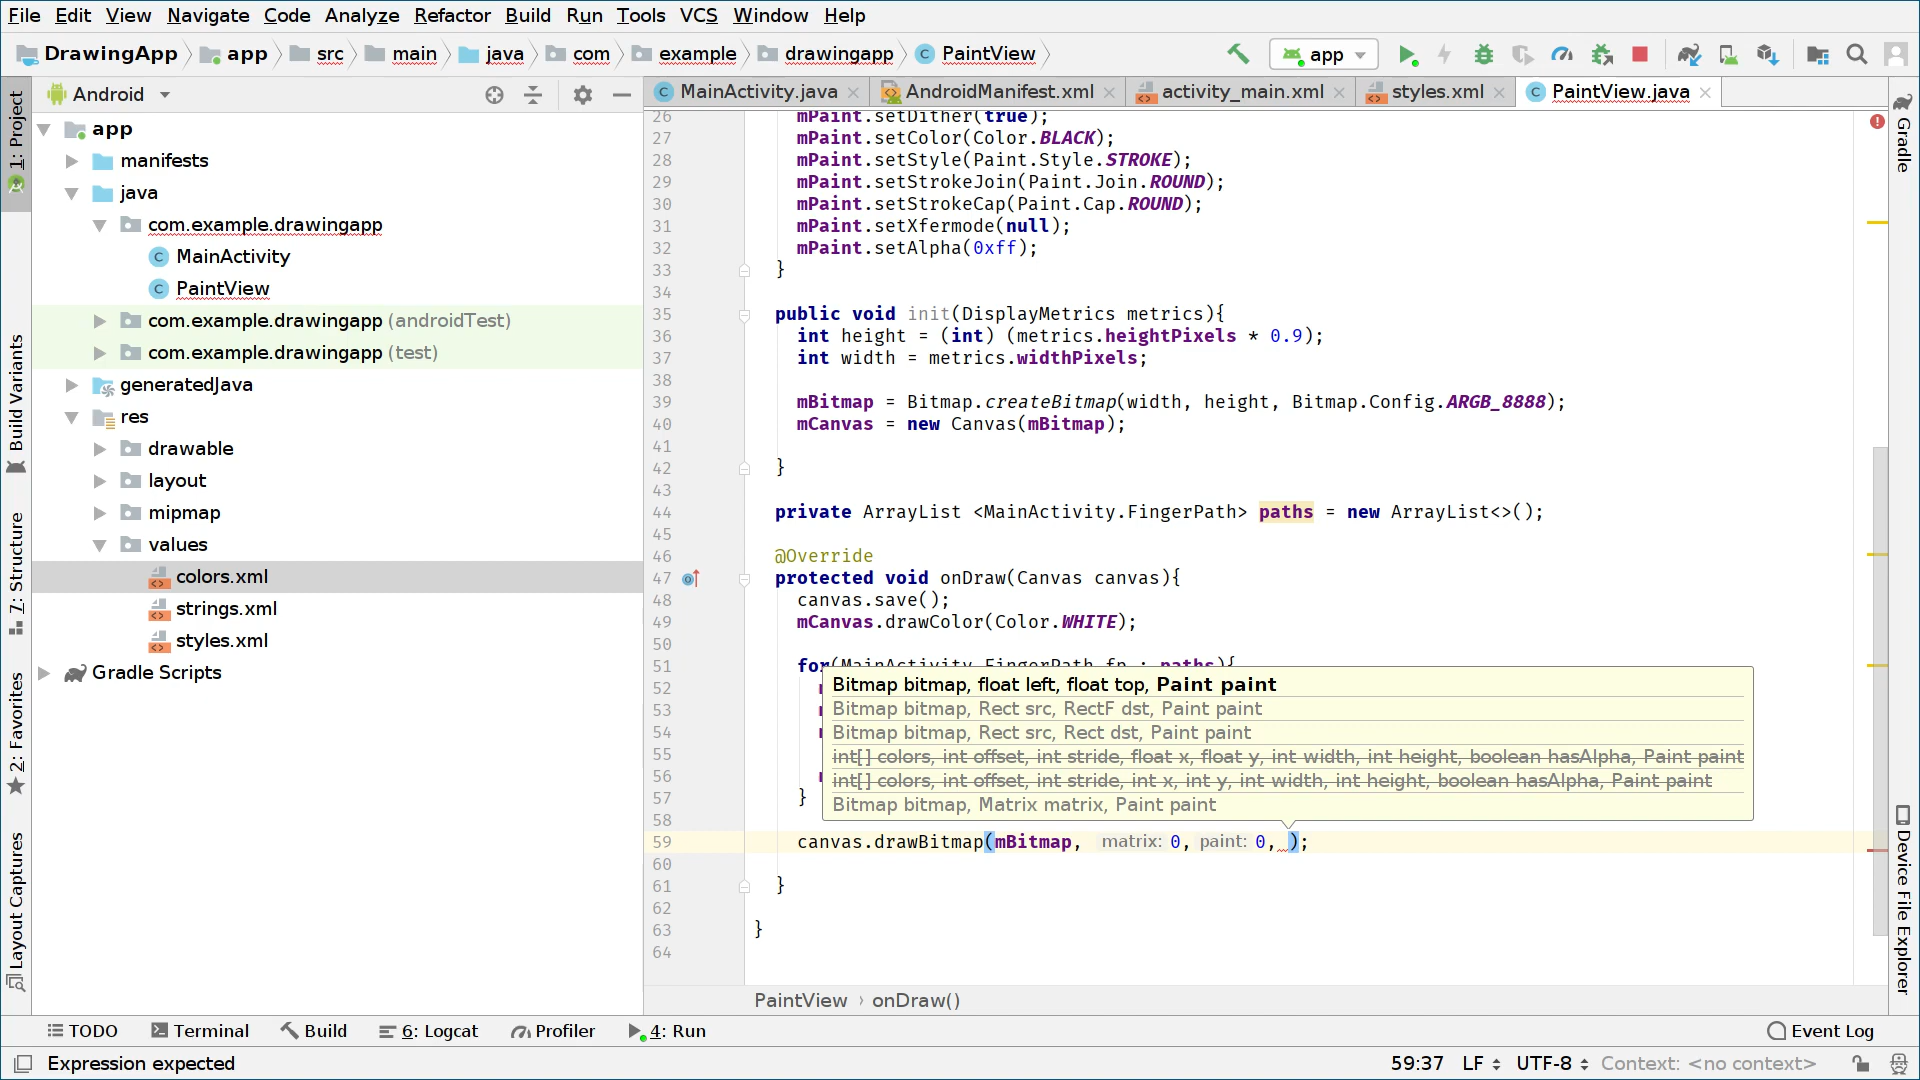 File Edit View Navigate Code Analyze Refactor Build Run Tools VCS Window Help
DrawingApp app src main java com example drawingapp PaintView app
Android
MainActivity.java AndroidManifest.xml activity_main.xml styles.xml PaintView.java
1: Project
Build Variants
7: Structure
2: Favorites
Layout Captures
app
manifests
java
com.example.drawingapp
MainActivity
PaintView
com.example.drawingapp (androidTest)
com.example.drawingapp (test)
generatedJava
res
drawable
layout
mipmap
values
colors.xml
strings.xml
styles.xml
Gradle Scripts
26 mPaint.setDither(true);
27 mPaint.setColor(Color.BLACK);
28 mPaint.setStyle(Paint.Style.STROKE);
29 mPaint.setStrokeJoin(Paint.Join.ROUND);
30 mPaint.setStrokeCap(Paint.Cap.ROUND);
31 mPaint.setXfermode(null);
32 mPaint.setAlpha(0xff);
33 }
34
35 public void init(DisplayMetrics metrics){
36 int height = (int) (metrics.heightPixels * 0.9);
37 int width = metrics.widthPixels;
38
39 mBitmap = Bitmap.createBitmap(width, height, Bitmap.Config.ARGB_8888);
40 mCanvas = new Canvas(mBitmap);
41
42 }
43
44 private ArrayList <MainActivity.FingerPath> paths = new ArrayList<>();
45
46 @Override
47 protected void onDraw(Canvas canvas){
48 canvas.save();
49 mCanvas.drawColor(Color.WHITE);
50
51 for(MainActivity.FingerPath fp : paths){
52
53
54
55
56
57 }
58
Bitmap bitmap, float left, float top, Paint paint
Bitmap bitmap, Rect src, RectF dst, Paint paint
Bitmap bitmap, Rect src, Rect dst, Paint paint
int[] colors, int offset, int stride, float x, float y, int width, int height, boolean hasAlpha, Paint paint
int[] colors, int offset, int stride, int x, int y, int width, int height, boolean hasAlpha, Paint paint
Bitmap bitmap, Matrix matrix, Paint paint
59 canvas.drawBitmap(mBitmap, matrix: 0, paint: 0, );
60
61 }
62
63 }
64
PaintView › onDraw()
Gradle
Device File Explorer
TODO Terminal Build 6: Logcat Profiler 4: Run Event Log
Expression expected 59:37 LF UTF-8 Context: <no context>